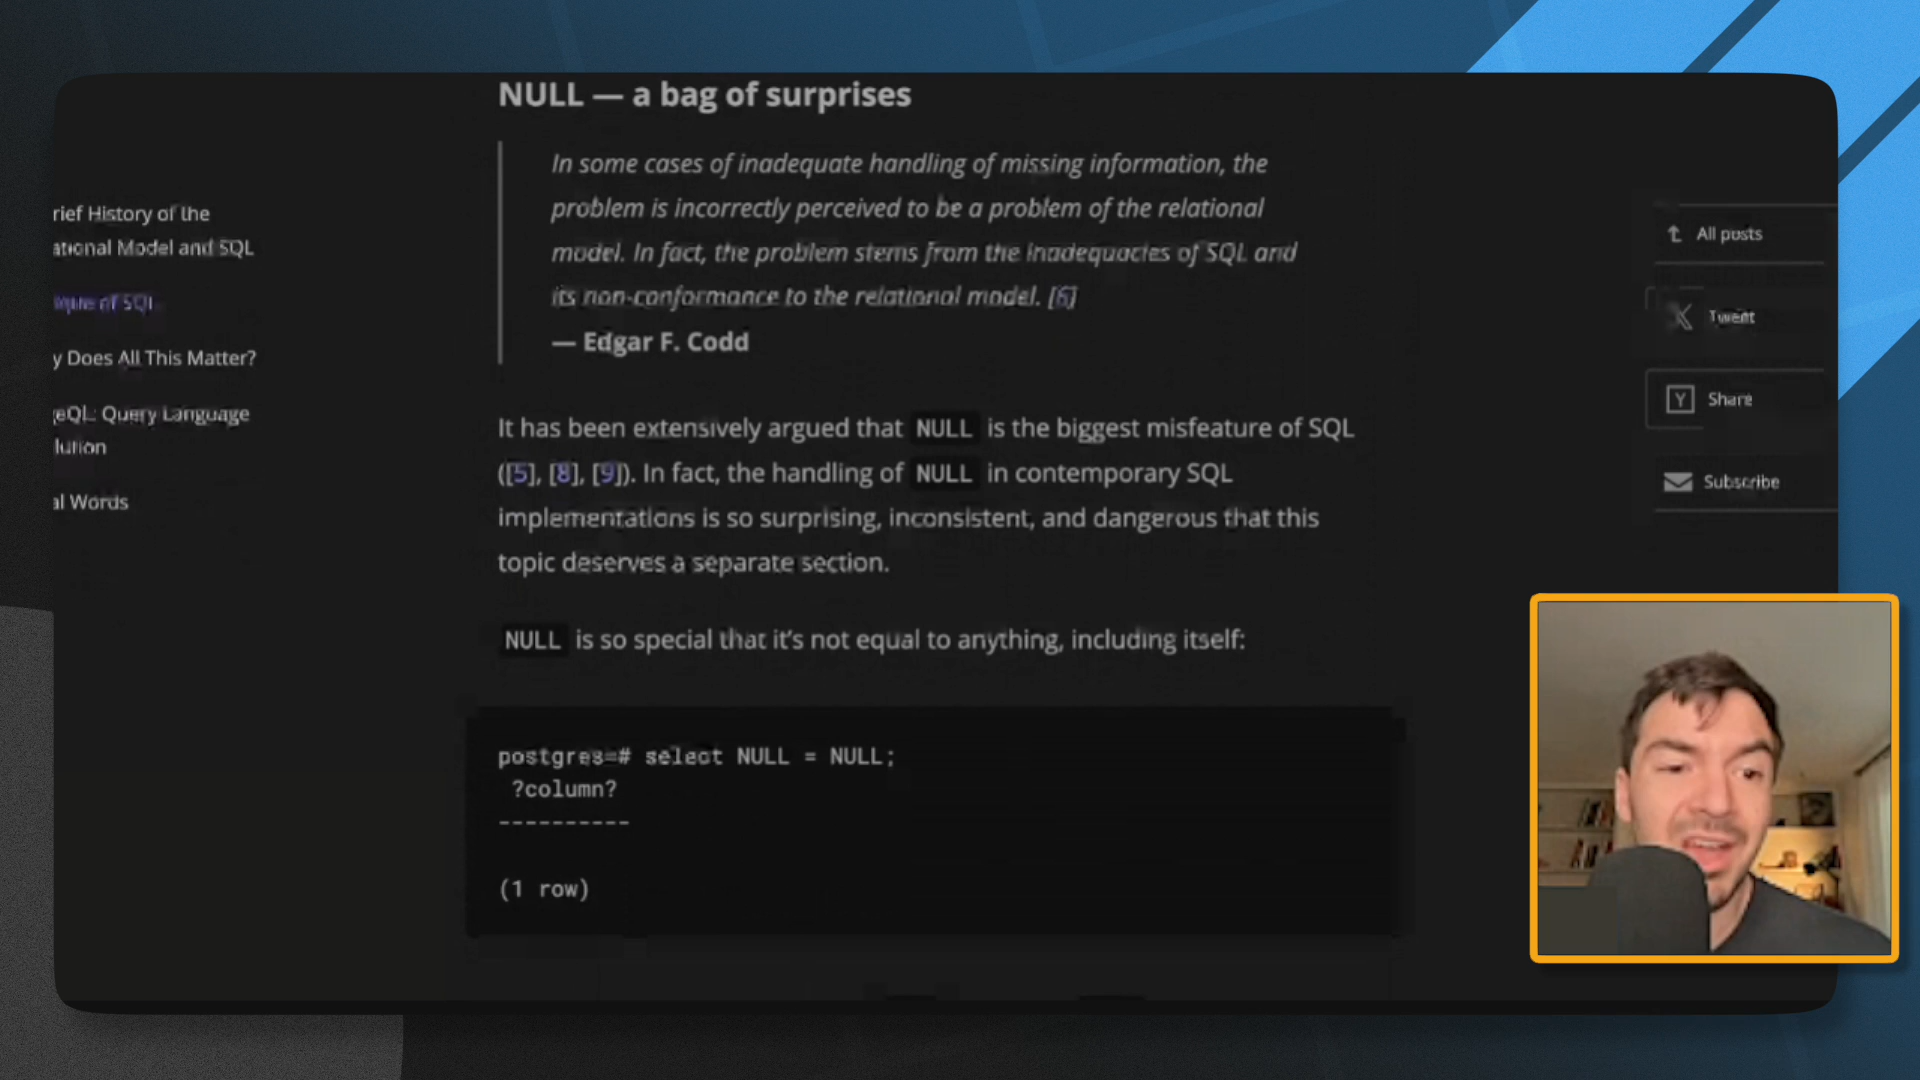 NULL — a bag of surprises
In some cases of inadequate handling of missing information, the
problem is incorrectly perceived to be a problem of the relational
model. In fact, the problem stems from the inadequacies of SQL and
its non-conformance to the relational model. [6]
— Edgar F. Codd
It has been extensively argued that NULL is the biggest misfeature of SQL
([5], [8], [9]). In fact, the handling of NULL in contemporary SQL
implementations is so surprising, inconsistent, and dangerous that this
topic deserves a separate section.
NULL is so special that it's not equal to anything, including itself:
postgres=# select NULL = NULL;
?column?
----------
(1 row)
rief History of the
ational Model and SQL
ique of SQL
y Does All This Matter?
eQL: Query Language
lution
al Words
All posts
Tweet
Y Share
Subscribe